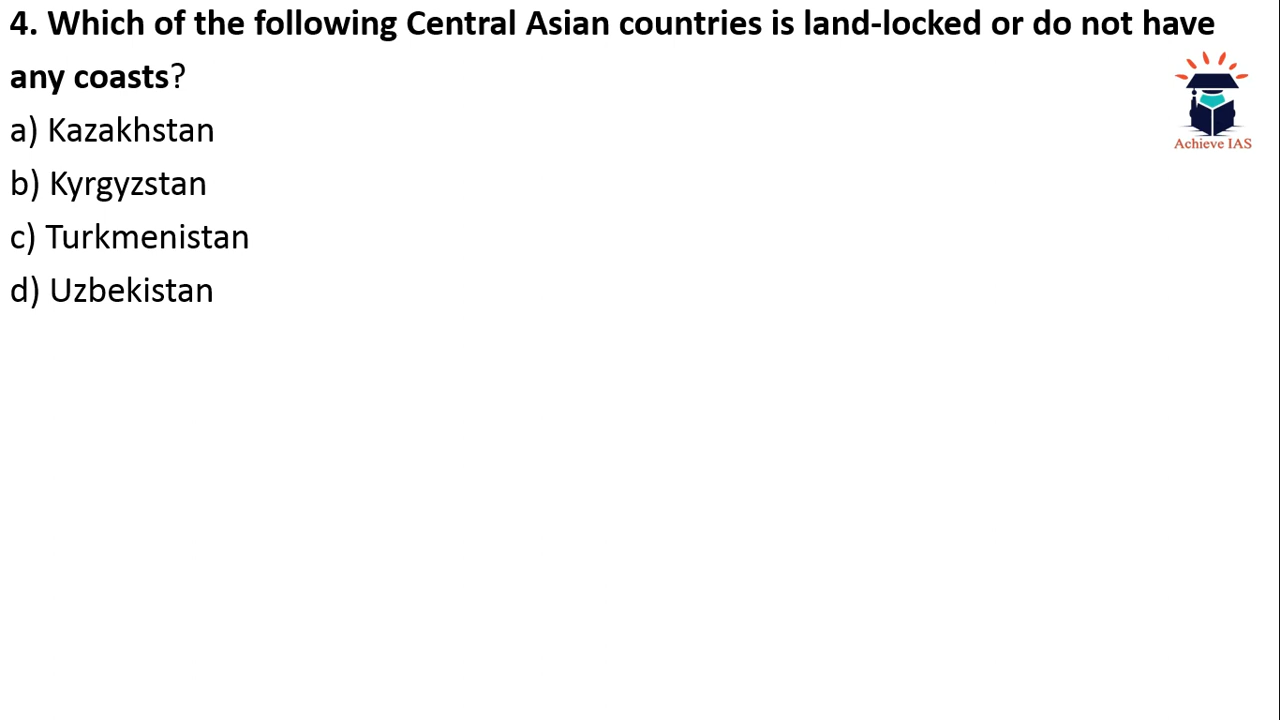 4. Which of the following Central Asian countries is land-locked or do not have
any coasts?
Achieve IAS
a) Kazakhstan
b) Kyrgyzstan
c) Turkmenistan
d) Uzbekistan